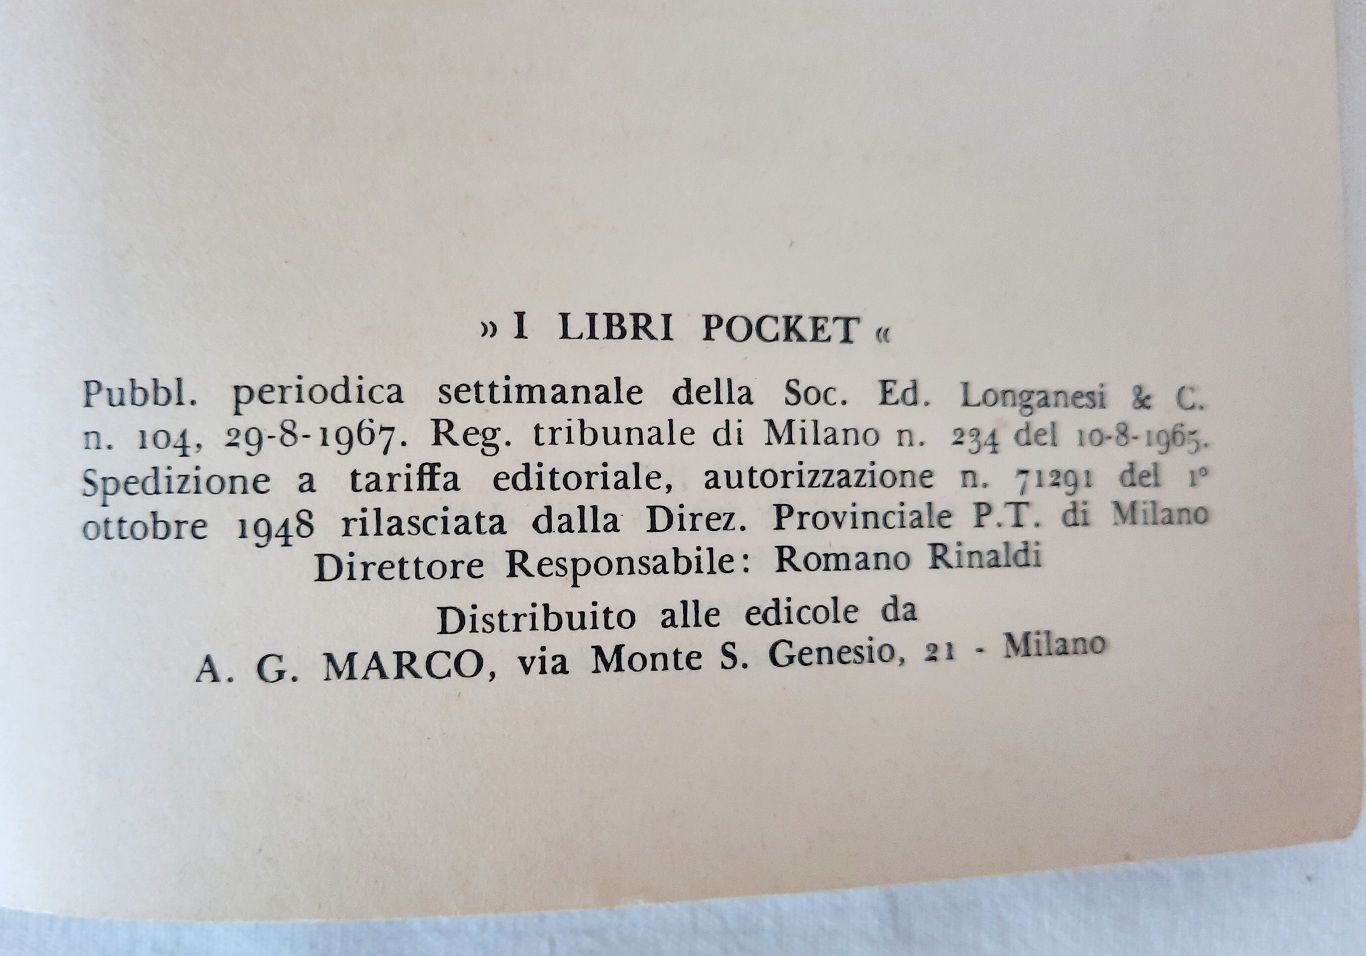 » I LIBRI POCKET «
Pubbl. periodica settimanale della Soc. Ed. Longanesi & C.
n. 104, 29-8-1967. Reg. tribunale di Milano n. 234 del 10-8-1965.
Spedizione a tariffa editoriale, autorizzazione n. 71291 del 1°
ottobre 1948 rilasciata dalla Direz. Provinciale P.T. di Milano
Direttore Responsabile: Romano Rinaldi
Distribuito alle edicole da
A. G. MARCO, via Monte S. Genesio, 21 - Milano